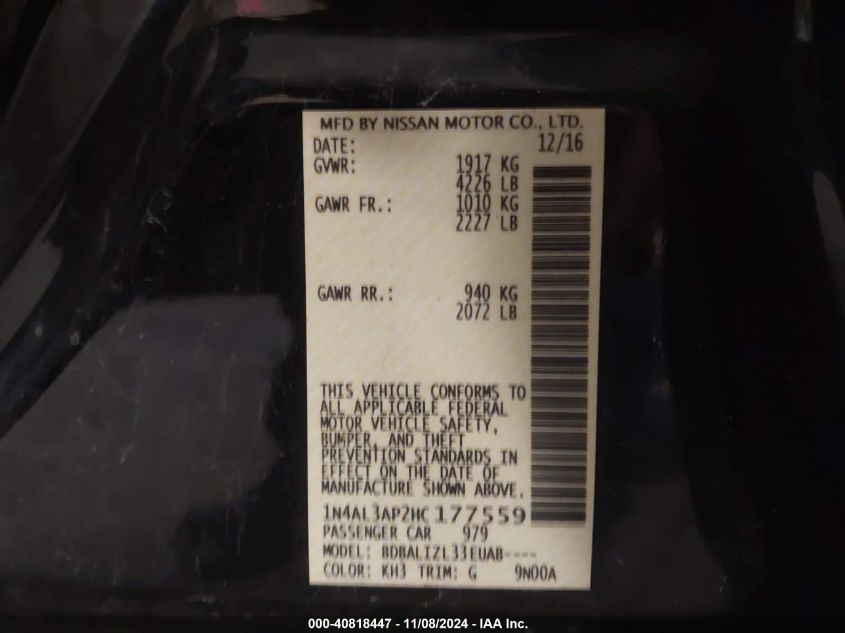 MFD BY NISSAN MOTOR CO., LTD.
DATE: 12/16
GVWR: 1917 KG
4226 LB
GAWR FR.: 1010 KG
2227 LB
GAWR RR.: 940 KG
2072 LB
THIS VEHICLE CONFORMS TO
ALL APPLICABLE FEDERAL
MOTOR VEHICLE SAFETY,
BUMPER, AND THEFT
PREVENTION STANDARDS IN
EFFECT ON THE DATE OF
MANUFACTURE SHOWN ABOVE.
1N4AL3AP2HC177559
PASSENGER CAR 979
MODEL: BDBALIZL33EUAB----
COLOR: KH3 TRIM: G 9N00A
000-40818447 - 11/08/2024 - IAA Inc.